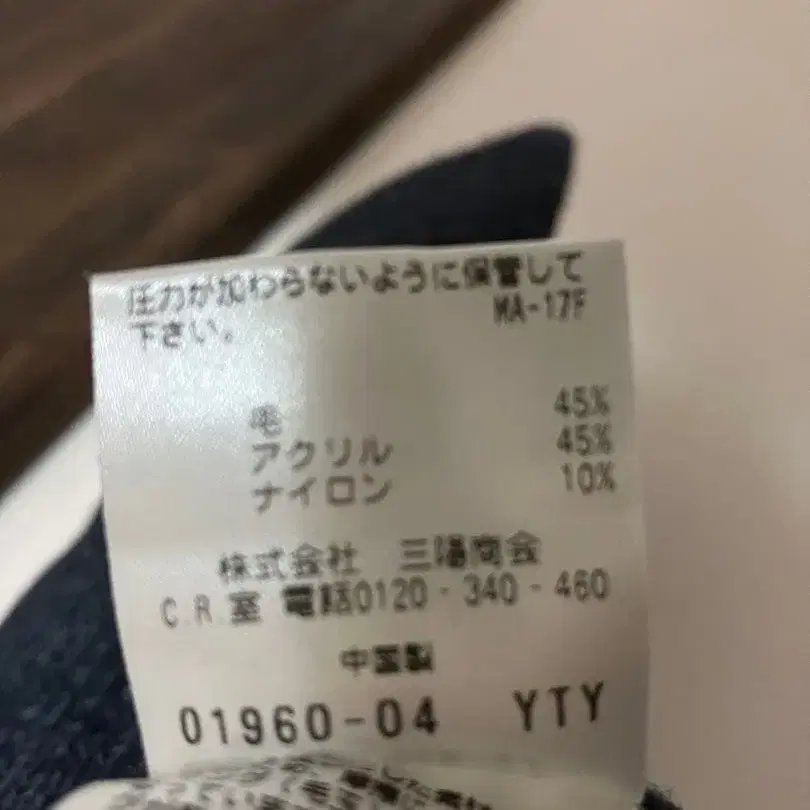 圧力が加わらないように保管して
下さい。 MA-17F
毛 45%
アクリル 45%
ナイロン 10%
株式会社 三陽商会
C.R.室 電話0120-340-460
中国製
01960-04 YTY